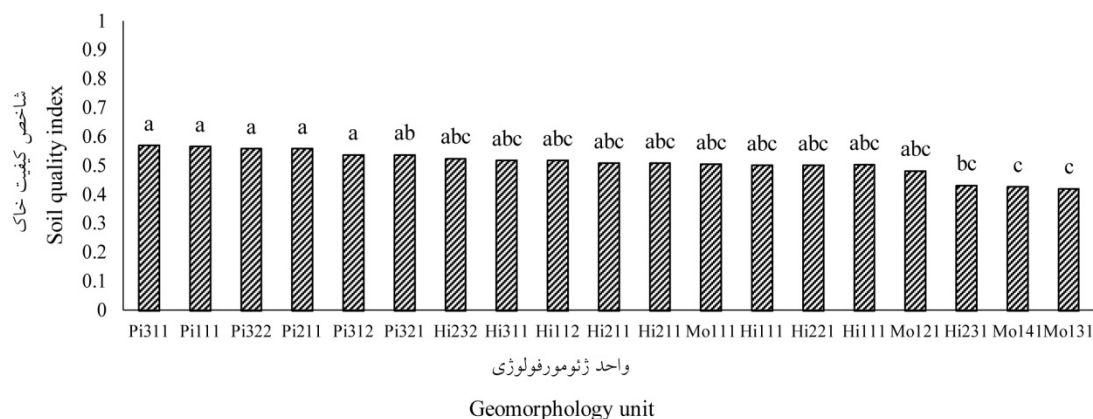 شاخص کیفیت خاک
Soil quality index
1
0.9
0.8
0.7
0.6
0.5
0.4
0.3
0.2
0.1
0
a a a a a ab abc abc abc abc abc abc abc abc abc abc bc c c
Pi311 Pi111 Pi322 Pi211 Pi312 Pi321 Hi232 Hi311 Hi112 Hi211 Hi211 Mo111 Hi111 Hi221 Hi111 Mo121 Hi231 Mo141 Mo131
واحد ژئومورفولوژی
Geomorphology unit